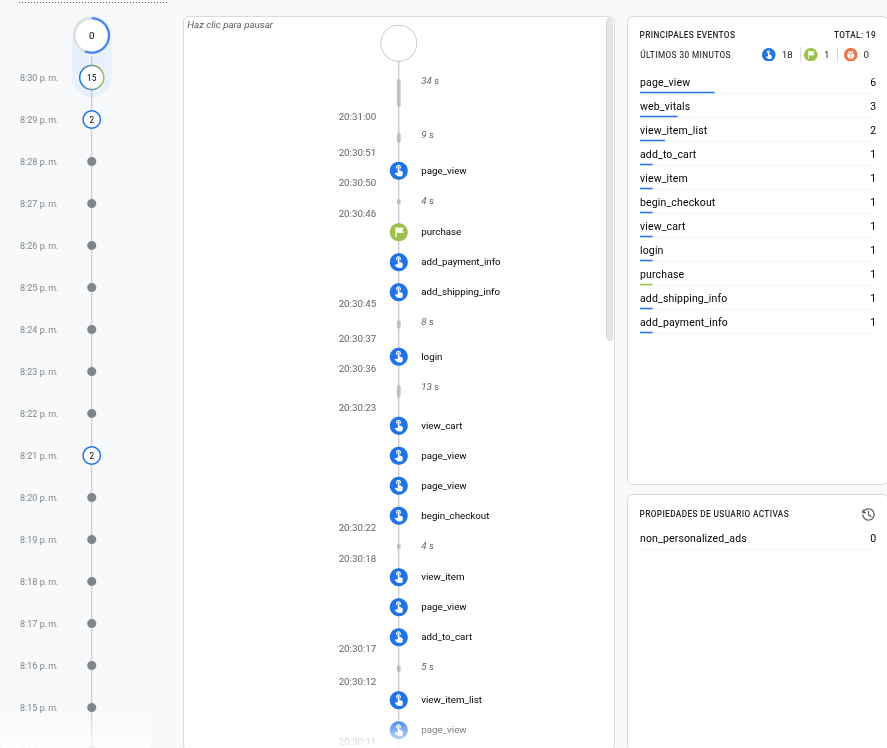 0
8:30 p. m. 15
8:29 p. m. 2
8:28 p. m.
8:27 p. m.
8:26 p. m.
8:25 p. m.
8:24 p. m.
8:23 p. m.
8:22 p. m.
8:21 p. m. 2
8:20 p. m.
8:19 p. m.
8:18 p. m.
8:17 p. m.
8:16 p. m.
8:15 p. m.
Haz clic para pausar
34 s
20:31:00
9 s
20:30:51
page_view
20:30:50
4 s
20:30:46
purchase
add_payment_info
add_shipping_info
20:30:45
8 s
20:30:37
login
20:30:36
13 s
20:30:23
view_cart
page_view
page_view
begin_checkout
20:30:22
4 s
20:30:18
view_item
page_view
add_to_cart
20:30:17
5 s
20:30:12
view_item_list
page_view
20:30:11
PRINCIPALES EVENTOS TOTAL: 19
ÚLTIMOS 30 MINUTOS 18 1 0
page_view 6
web_vitals 3
view_item_list 2
add_to_cart 1
view_item 1
begin_checkout 1
view_cart 1
login 1
purchase 1
add_shipping_info 1
add_payment_info 1
PROPIEDADES DE USUARIO ACTIVAS
non_personalized_ads 0